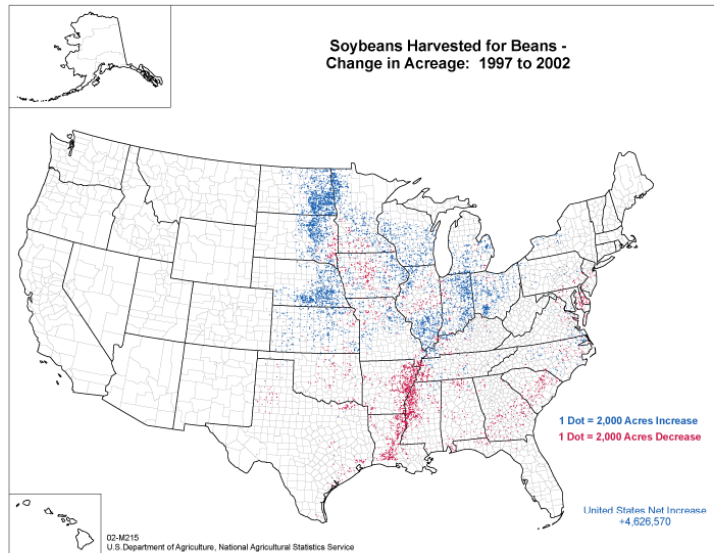 Soybeans Harvested for Beans -
Change in Acreage: 1997 to 2002
1 Dot = 2,000 Acres Increase
1 Dot = 2,000 Acres Decrease
United States Net Increase
+4,626,570
02-M215
U.S. Department of Agriculture, National Agricultural Statistics Service